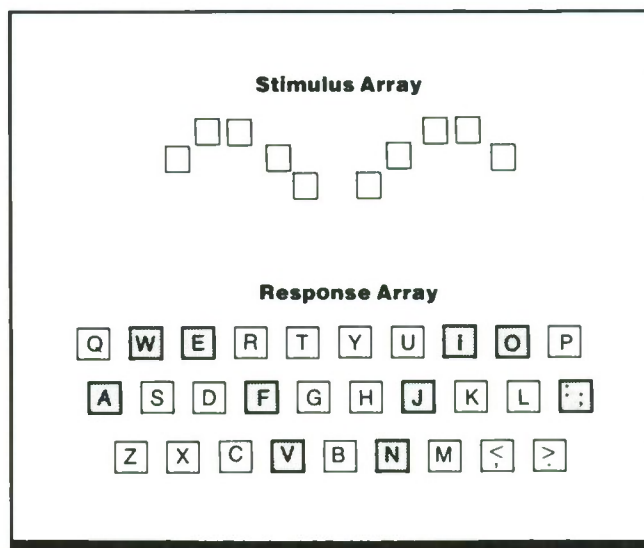 Stimulus Array
Response Array
Q W E R T Y U I O P
A S D F G H J K L : ;
Z X C V B N M < , > .